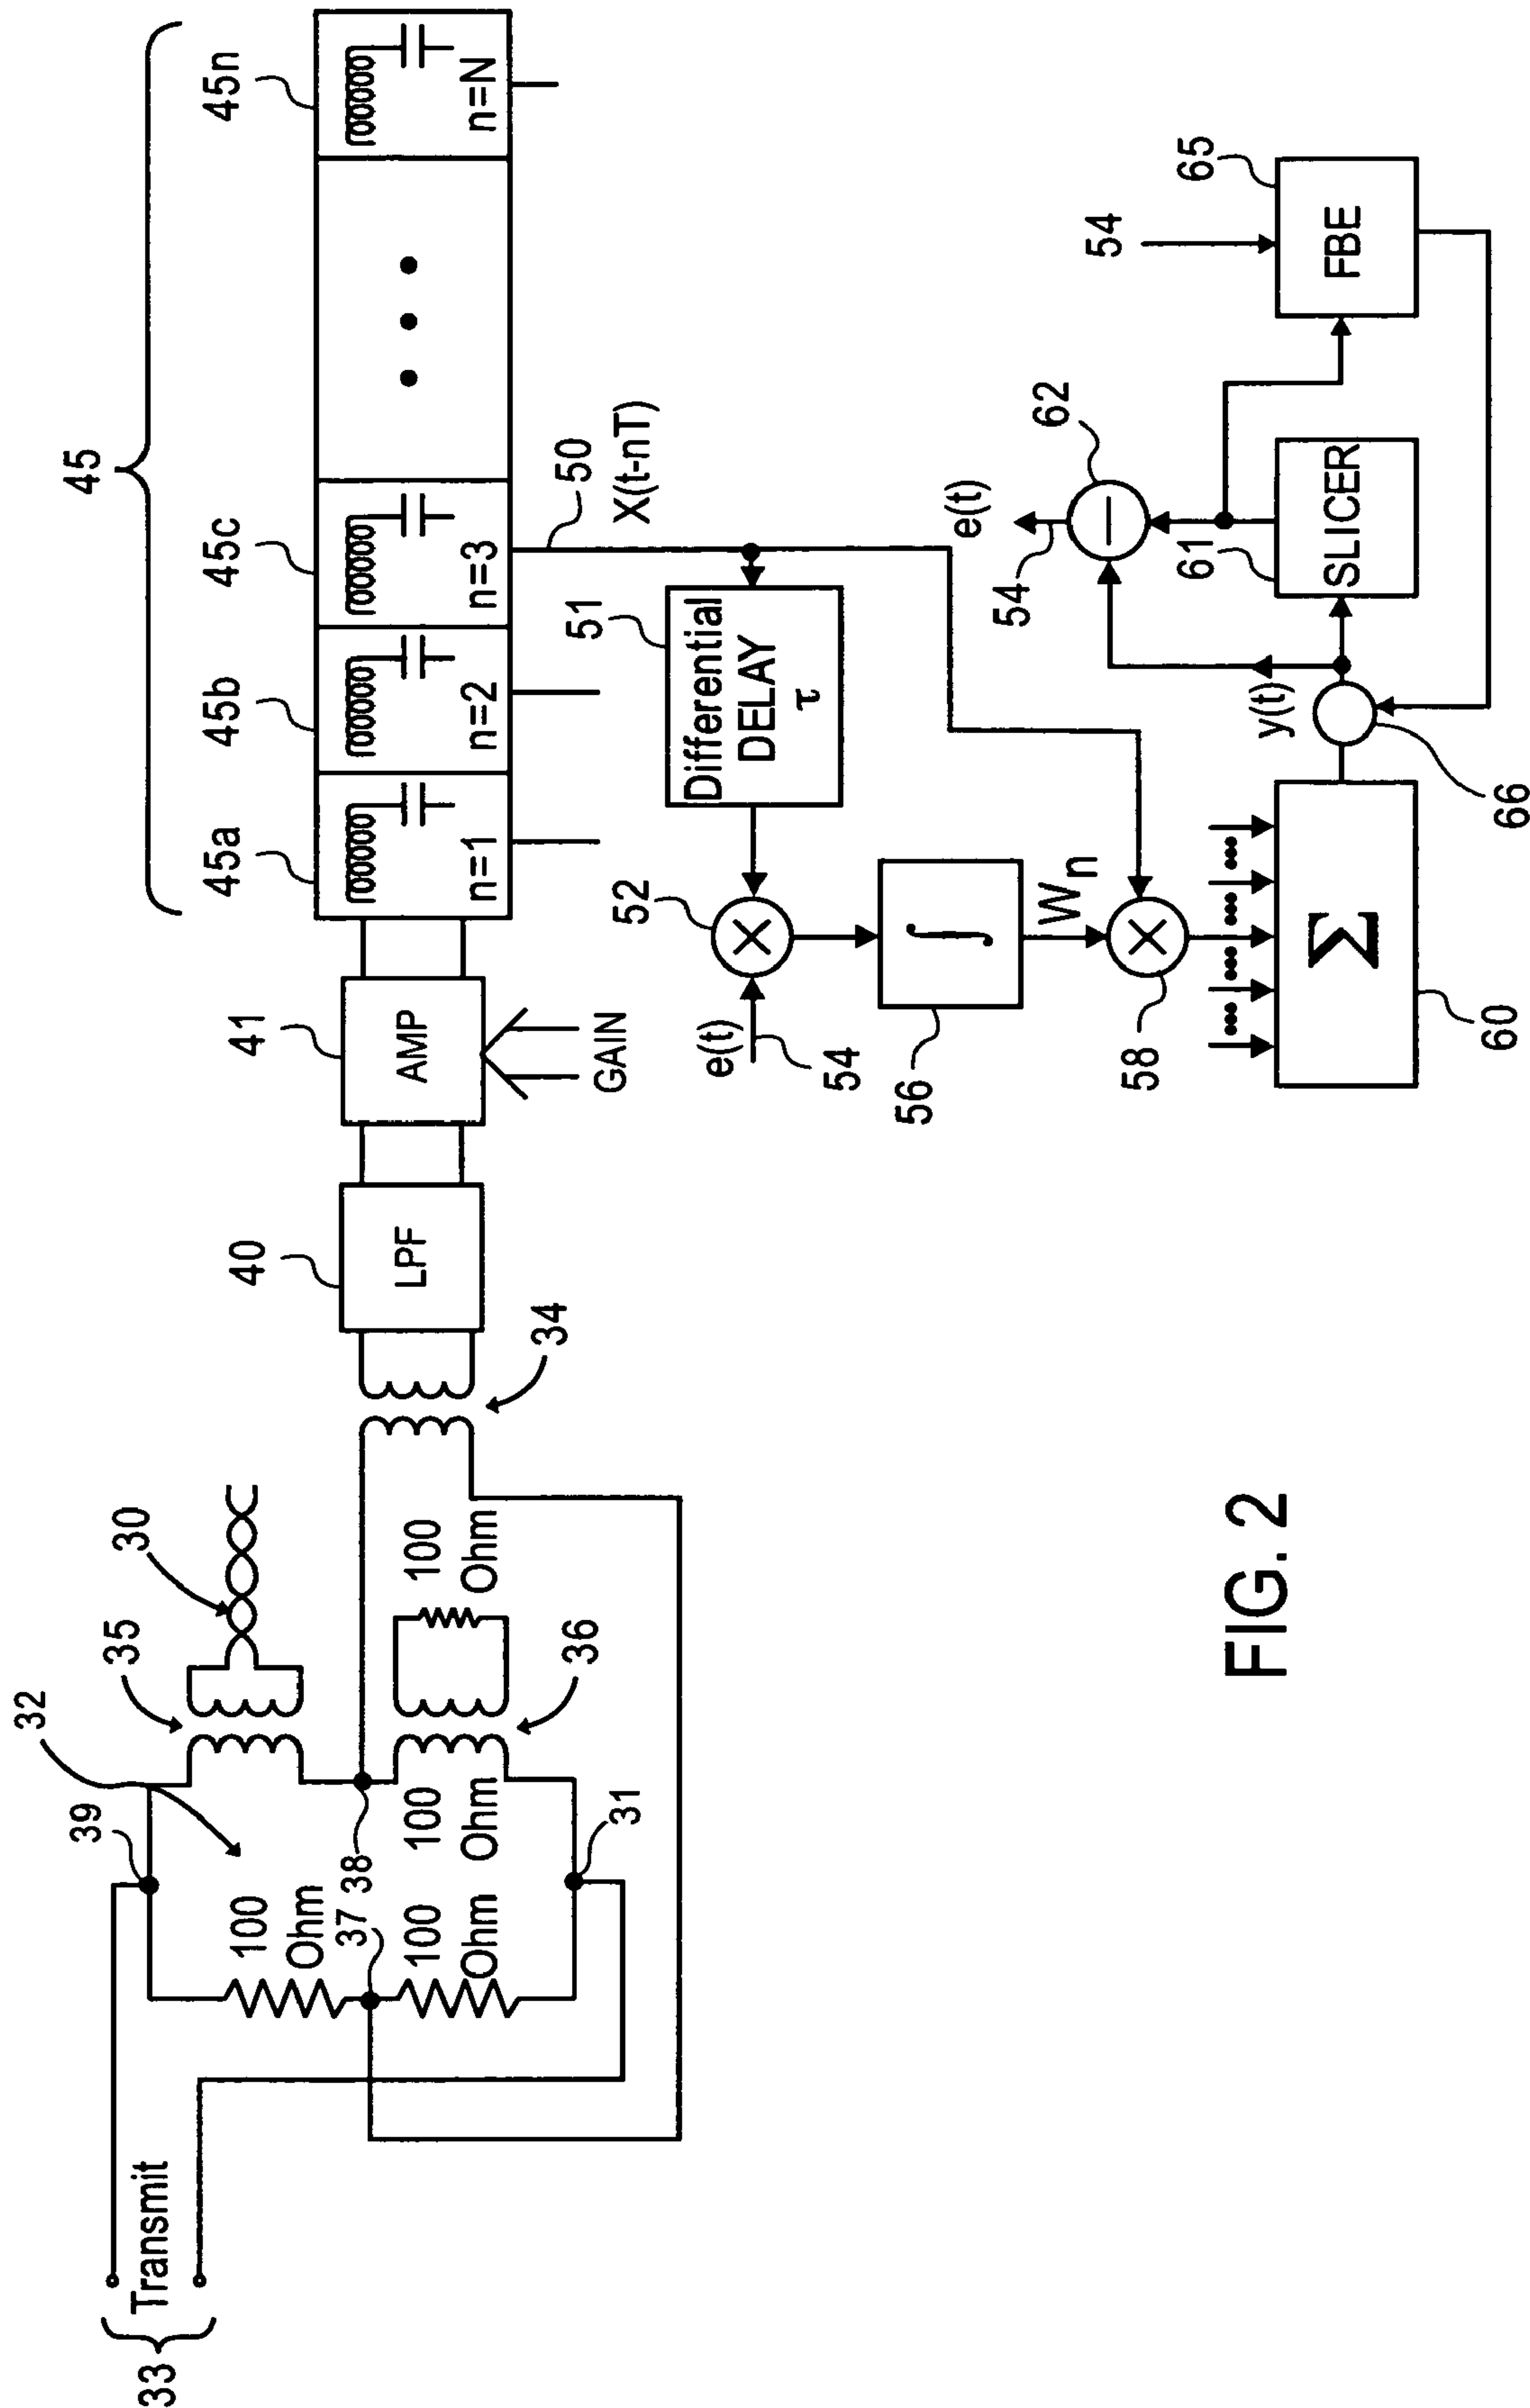 33
Transmit
39
32
35
30
100
Ohm
37
38
100
Ohm
100
Ohm
31
36
100
Ohm
34
40
LPF
41
AMP
GAIN
45
45a
45b
45c
45n
n=1
n=2
n=3
n=N
50
X(t-nT)
51
Differential
DELAY
τ
52
e(t)
54
56
∫
Wn
58
60
Σ
66
y(t)
61
SLICER
62
54
e(t)
54
65
FBE
FIG. 2